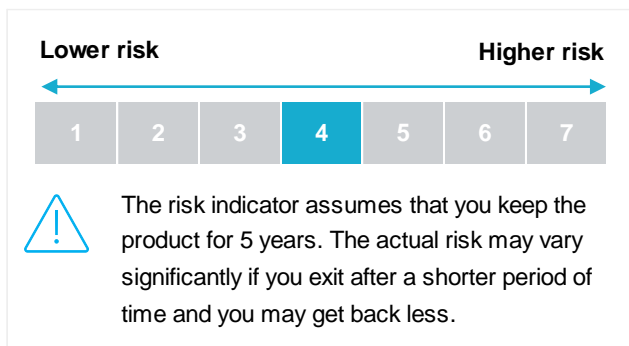 Lower risk Higher risk
1 2 3 4 5 6 7
The risk indicator assumes that you keep the
product for 5 years. The actual risk may vary
significantly if you exit after a shorter period of
time and you may get back less.